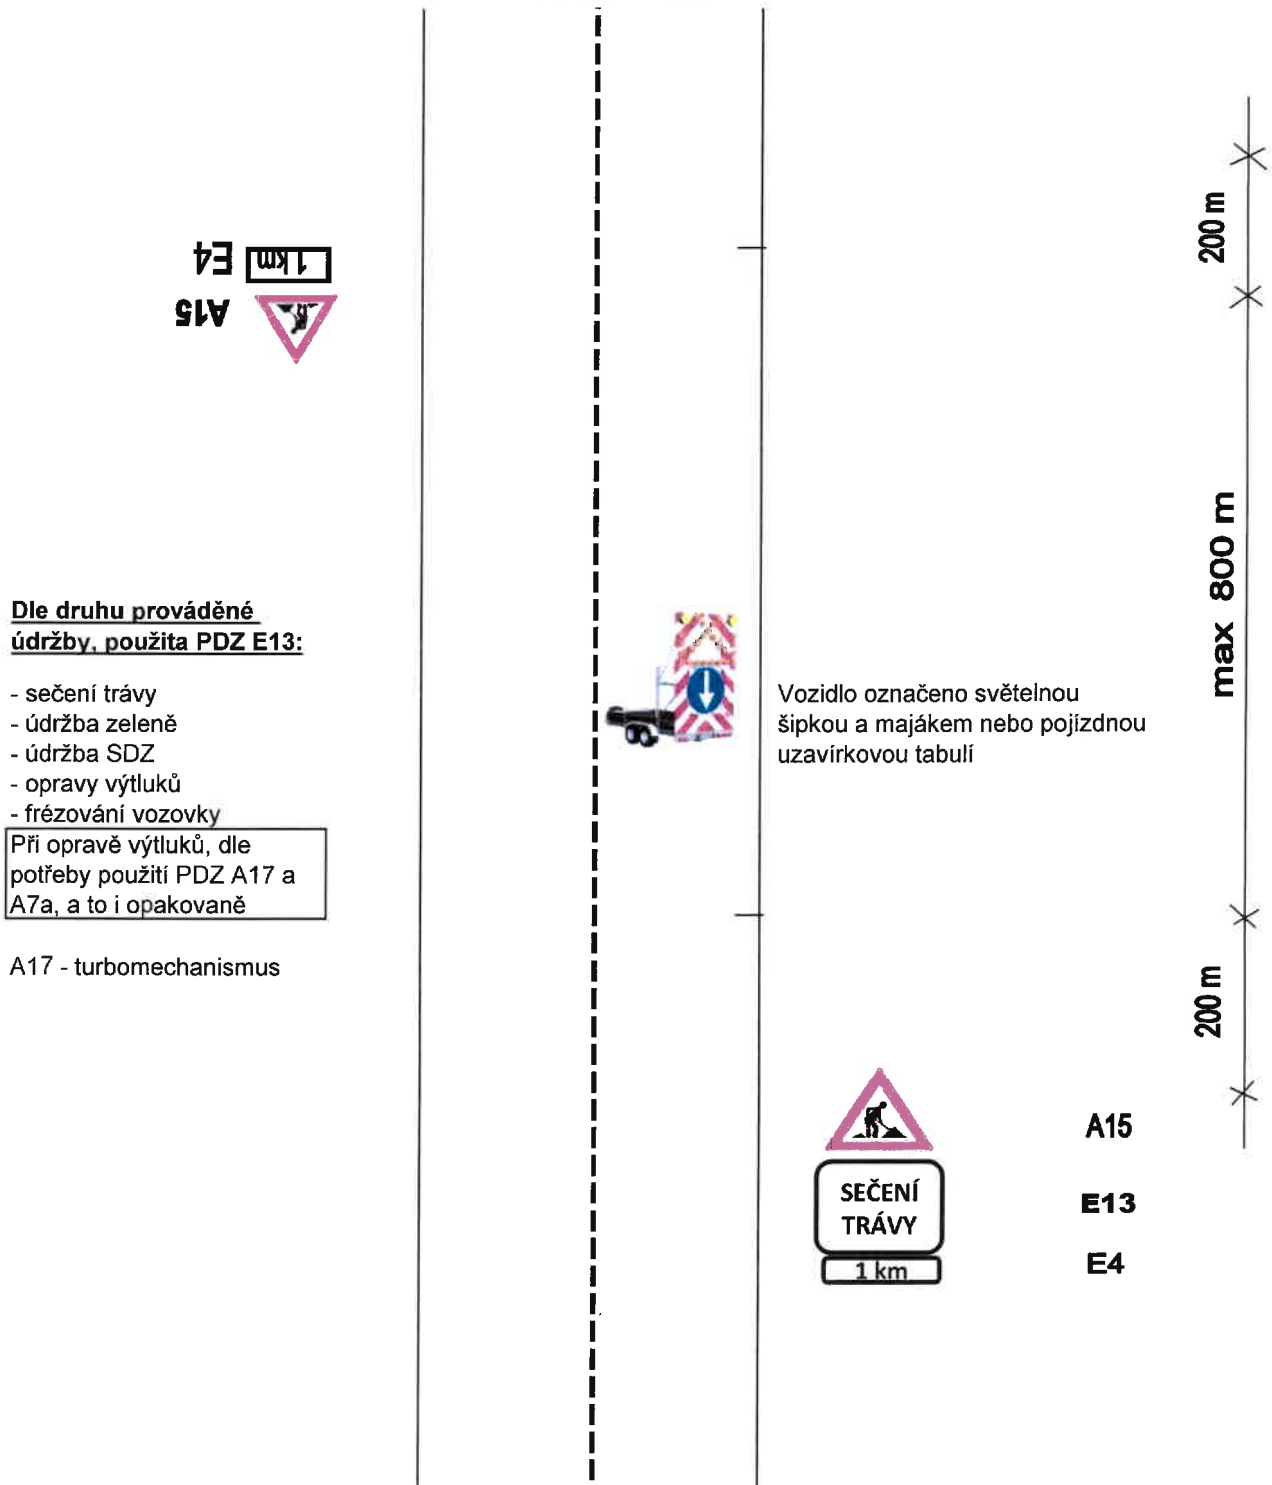 E4 1 km
A15
200 m
max 800 m
200 m
Dle druhu prováděné
údržby, použita PDZ E13:
- sečení trávy
- údržba zeleně
- údržba SDZ
- opravy výtluků
- frézování vozovky
Při opravě výtluků, dle
potřeby použití PDZ A17 a
A7a, a to i opakovaně
A17 - turbomechanismus
Vozidlo označeno světelnou
šipkou a majákem nebo pojízdnou
uzavírkovou tabulí
A15
SEČENÍ
TRÁVY
E13
1 km
E4